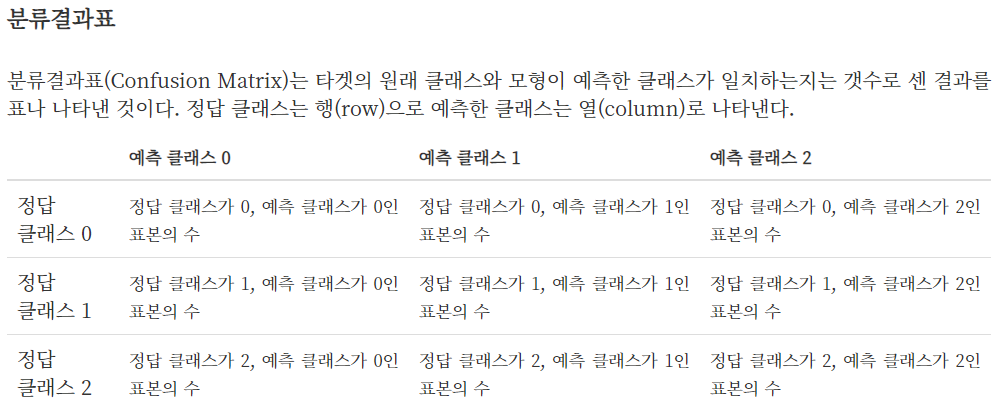 분류결과표
분류결과표(Confusion Matrix)는 타겟의 원래 클래스와 모형이 예측한 클래스가 일치하는지는 갯수로 센 결과를
표나 나타낸 것이다. 정답 클래스는 행(row)으로 예측한 클래스는 열(column)로 나타낸다.
예측 클래스 0 예측 클래스 1 예측 클래스 2
정답 정답 클래스가 0, 예측 클래스가 0인 정답 클래스가 0, 예측 클래스가 1인 정답 클래스가 0, 예측 클래스가 2인
클래스 0 표본의 수 표본의 수 표본의 수
정답 정답 클래스가 1, 예측 클래스가 0인 정답 클래스가 1, 예측 클래스가 1인 정답 클래스가 1, 예측 클래스가 2인
클래스 1 표본의 수 표본의 수 표본의 수
정답 정답 클래스가 2, 예측 클래스가 0인 정답 클래스가 2, 예측 클래스가 1인 정답 클래스가 2, 예측 클래스가 2인
클래스 2 표본의 수 표본의 수 표본의 수